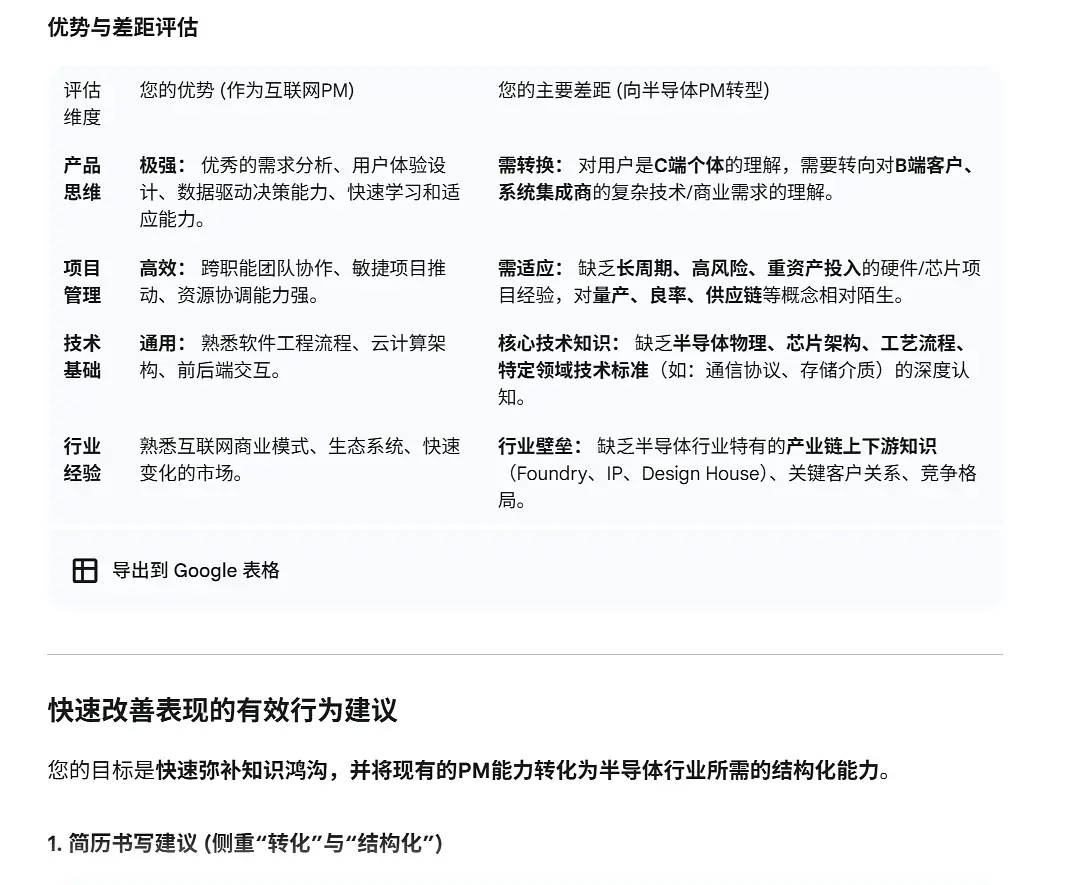 优势与差距评估
评估维度 您的优势 (作为互联网PM) 您的主要差距 (向半导体PM转型)
产品思维
极强： 优秀的需求分析、用户体验设
计、数据驱动决策能力、快速学习和适
应能力。
需转换： 对用户是C端个体的理解，需要转向对B端客户、
系统集成商的复杂技术/商业需求的理解。
项目管理
高效： 跨职能团队协作、敏捷项目推
动、资源协调能力强。
需适应： 缺乏长周期、高风险、重资产投入的硬件/芯片项
目经验，对量产、良率、供应链等概念相对陌生。
技术基础
通用： 熟悉软件工程流程、云计算架
构、前后端交互。
核心技术知识： 缺乏半导体物理、芯片架构、工艺流程、
特定领域技术标准（如：通信协议、存储介质）的深度认
知。
行业经验
熟悉互联网商业模式、生态系统、快速
变化的市场。
行业壁垒： 缺乏半导体行业特有的产业链上下游知识
（Foundry、IP、Design House）、关键客户关系、竞争格
局。
导出到 Google 表格
快速改善表现的有效行为建议
您的目标是快速弥补知识鸿沟，并将现有的PM能力转化为半导体行业所需的结构化能力。
1. 简历书写建议 (侧重“转化”与“结构化”)